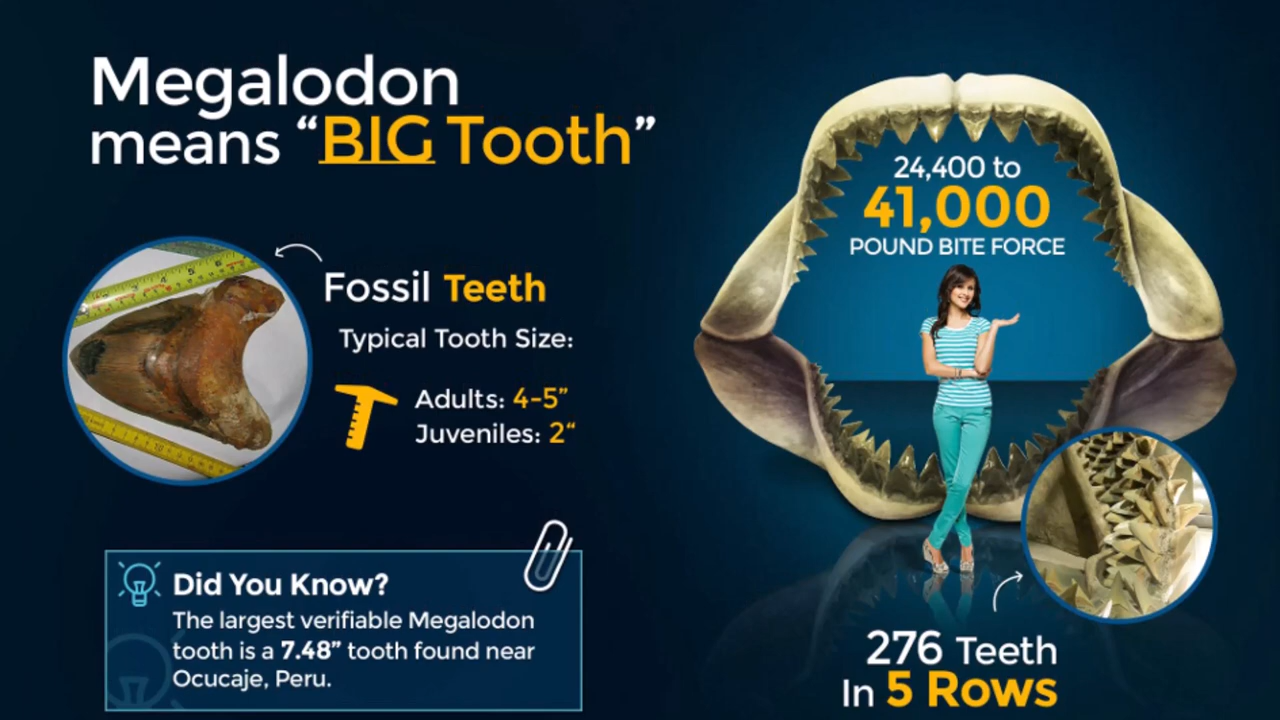 Megalodon
means “BIG Tooth”
Fossil Teeth
Typical Tooth Size:
Adults: 4-5”
Juveniles: 2“
Did You Know?
The largest verifiable Megalodon
tooth is a 7.48” tooth found near
Ocucaje, Peru.
24,400 to
41,000
POUND BITE FORCE
276 Teeth
In 5 Rows